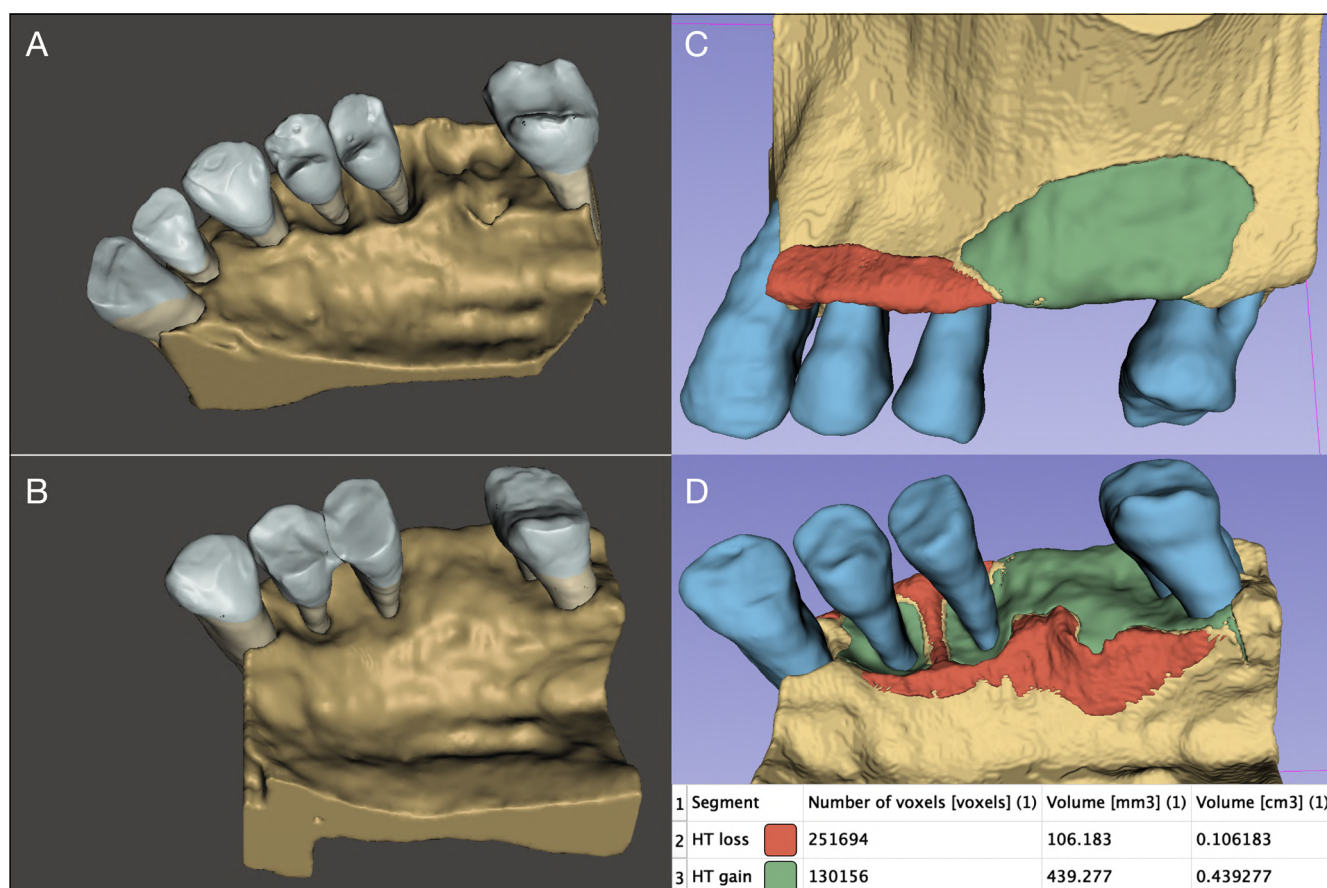 A
C
B
D
1 Segment Number of voxels [voxels] (1) Volume [mm3] (1) Volume [cm3] (1)
2 HT loss 251694 106.183 0.106183
3 HT gain 130156 439.277 0.439277